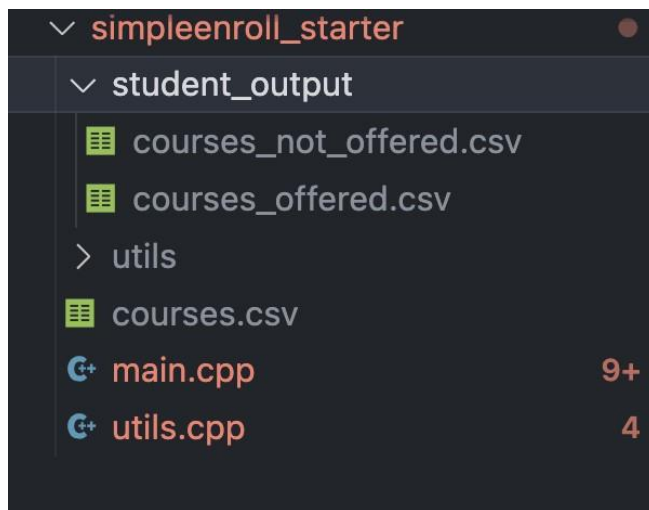 simpleenroll_starter
student_output
courses_not_offered.csv
courses_offered.csv
utils
courses.csv
main.cpp 9+
utils.cpp 4